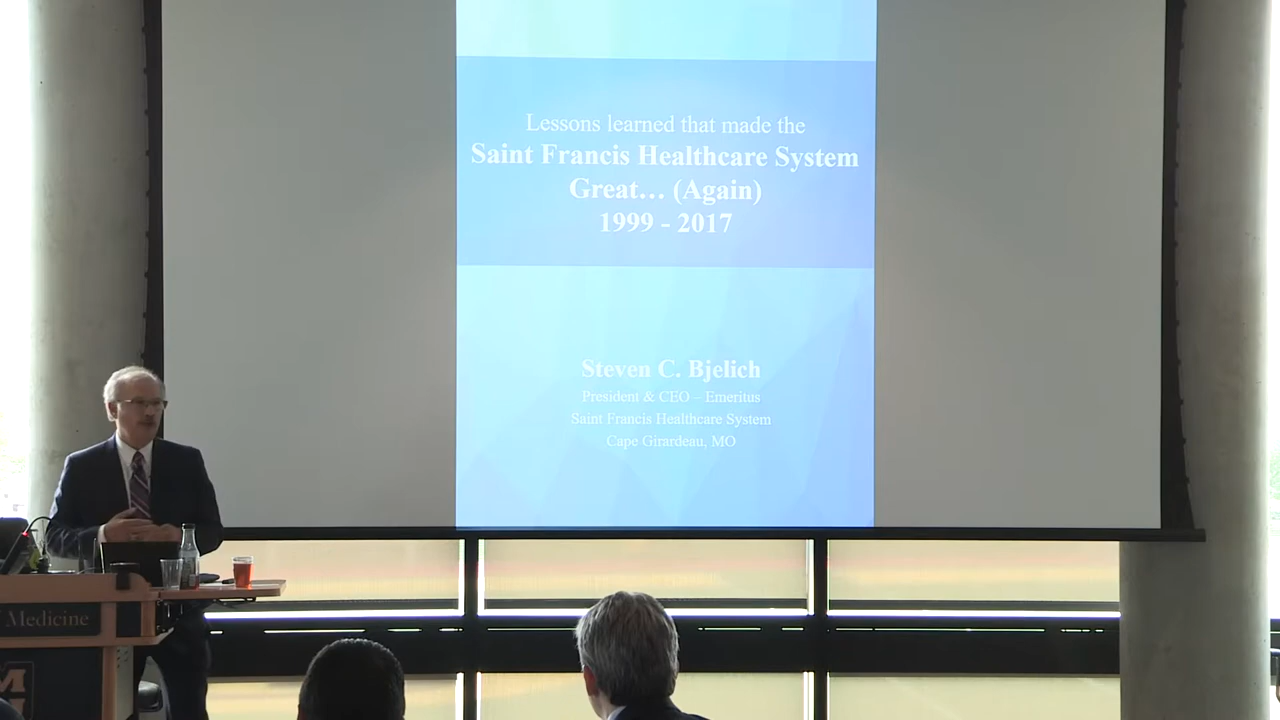 Lessons learned that made the
Saint Francis Healthcare System
Great… (Again)
1999 - 2017
Steven C. Bjelich
President & CEO – Emeritus
Saint Francis Healthcare System
Cape Girardeau, MO
Medicine
M